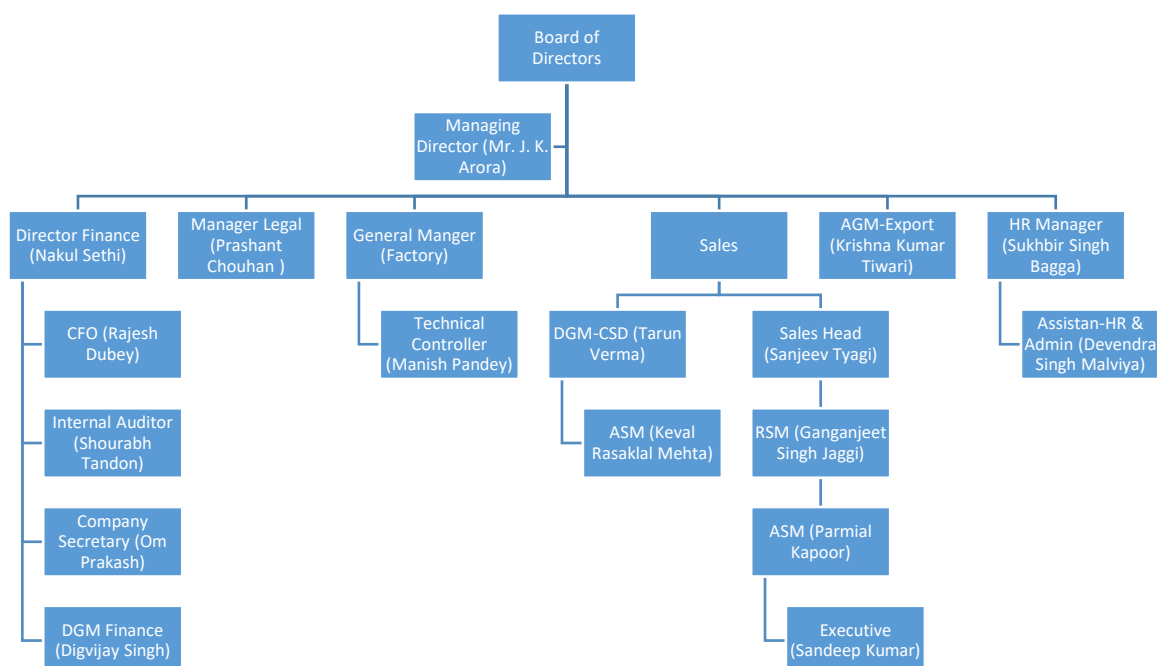 Board of
Directors
Managing
Director (Mr. J. K.
Arora)
Director Finance
(Nakul Sethi)
Manager Legal
(Prashant
Chouhan )
General Manger
(Factory)
Sales
AGM-Export
(Krishna Kumar
Tiwari)
HR Manager
(Sukhbir Singh
Bagga)
CFO (Rajesh
Dubey)
Technical
Controller
(Manish Pandey)
DGM-CSD (Tarun
Verma)
Sales Head
(Sanjeev Tyagi)
Assistan-HR &
Admin (Devendra
Singh Malviya)
Internal Auditor
(Shourabh
Tandon)
ASM (Keval
Rasaklal Mehta)
RSM (Ganganjeet
Singh Jaggi)
Company
Secretary (Om
Prakash)
ASM (Parmial
Kapoor)
DGM Finance
(Digvijay Singh)
Executive
(Sandeep Kumar)